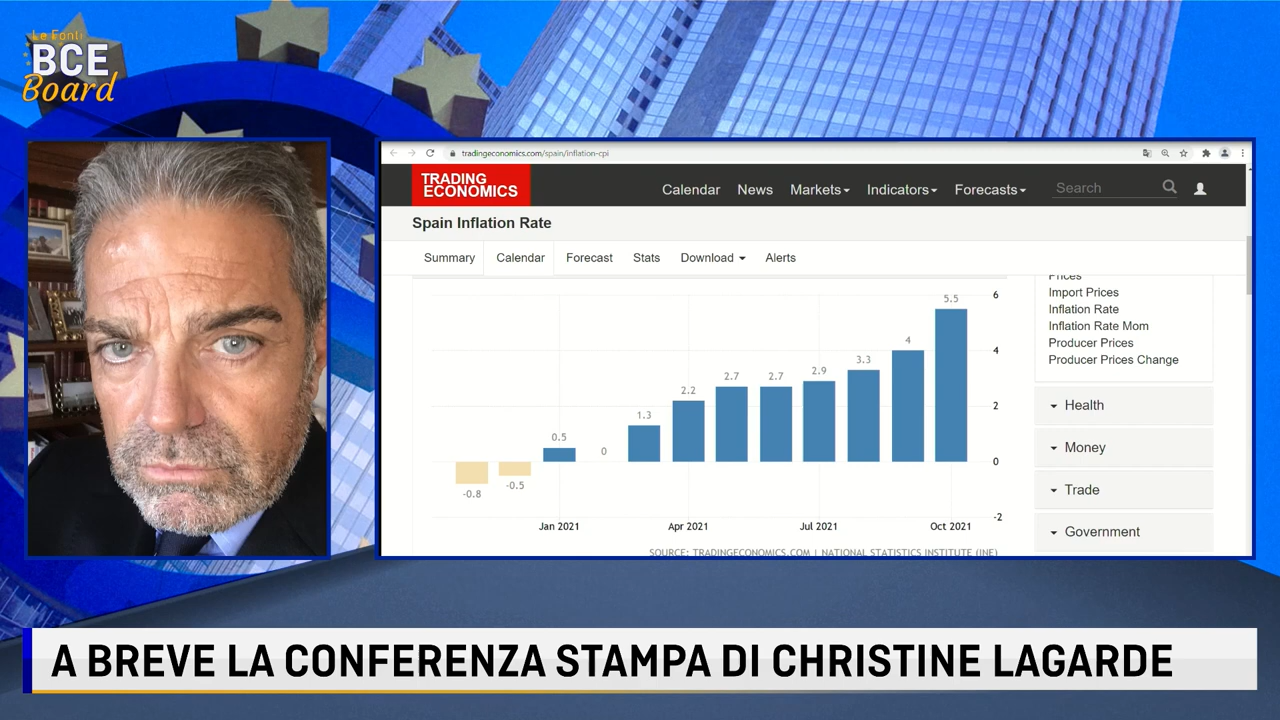 Le Fonti
BCE
Board
tradingeconomics.com/spain/inflation-cpi
TRADING
ECONOMICS
Calendar News Markets Indicators Forecasts Search
Spain Inflation Rate
Summary Calendar Forecast Stats Download Alerts
Prices
Import Prices
Inflation Rate
Inflation Rate Mom
Producer Prices
Producer Prices Change
Health
Money
Trade
Government
6
4
2
0
-2
-0.8
-0.5
0.5
0
1.3
2.2
2.7
2.7
2.9
3.3
4
5.5
Jan 2021 Apr 2021 Jul 2021 Oct 2021
SOURCE: TRADINGECONOMICS.COM | NATIONAL STATISTICS INSTITUTE (INE)
A BREVE LA CONFERENZA STAMPA DI CHRISTINE LAGARDE